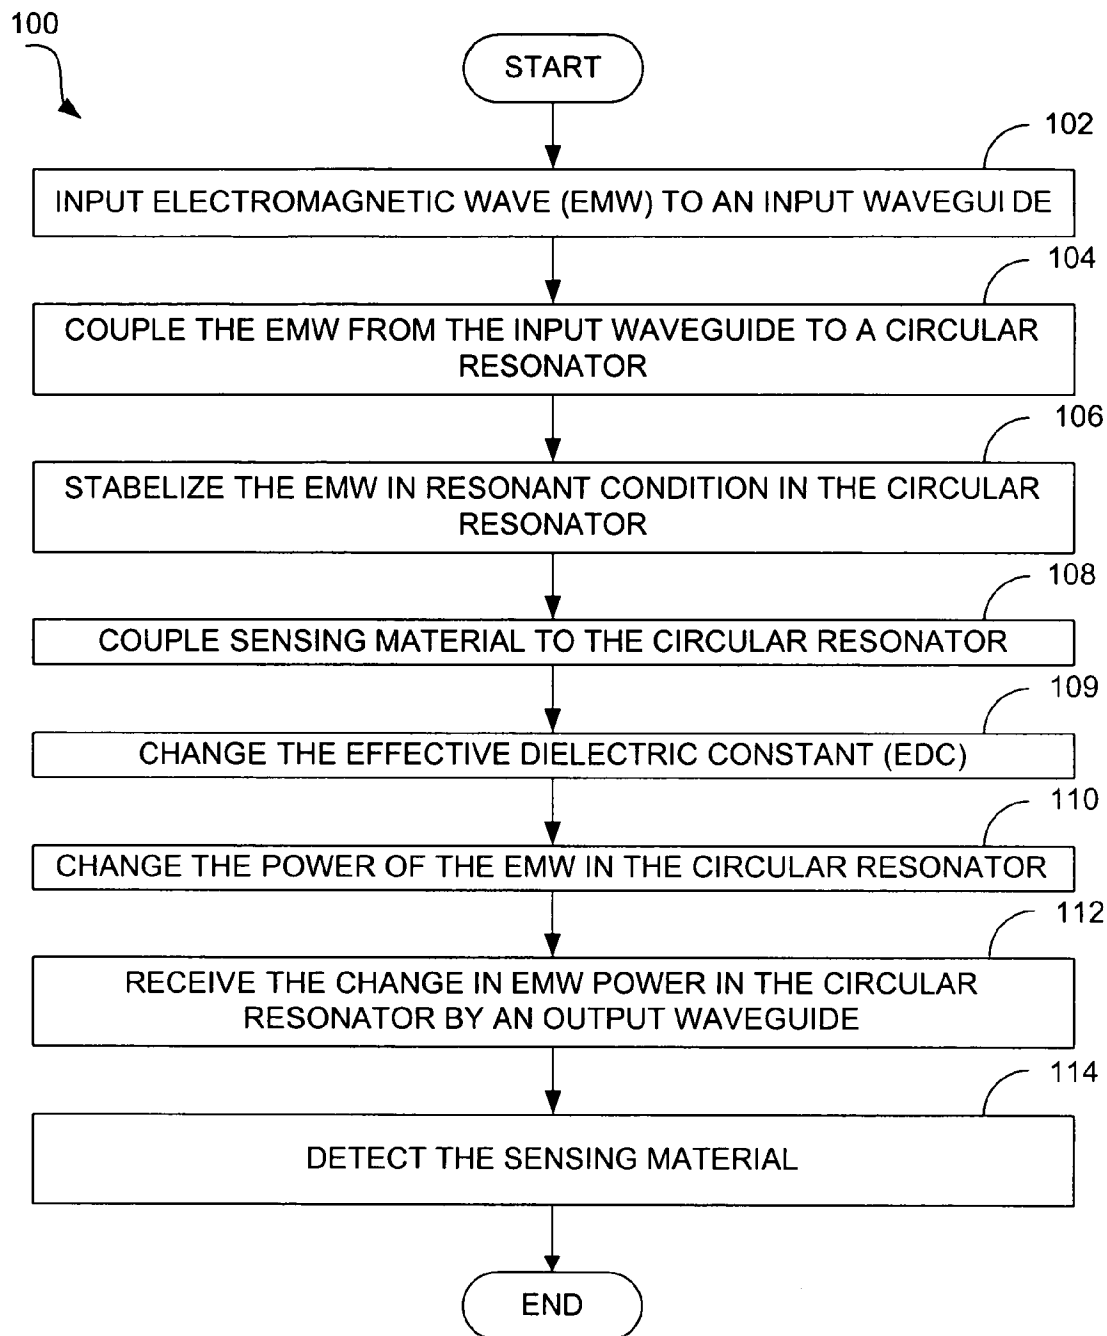 100
START
102
INPUT ELECTROMAGNETIC WAVE (EMW) TO AN INPUT WAVEGUIDE
104
COUPLE THE EMW FROM THE INPUT WAVEGUIDE TO A CIRCULAR
RESONATOR
106
STABELIZE THE EMW IN RESONANT CONDITION IN THE CIRCULAR
RESONATOR
108
COUPLE SENSING MATERIAL TO THE CIRCULAR RESONATOR
109
CHANGE THE EFFECTIVE DIELECTRIC CONSTANT (EDC)
110
CHANGE THE POWER OF THE EMW IN THE CIRCULAR RESONATOR
112
RECEIVE THE CHANGE IN EMW POWER IN THE CIRCULAR
RESONATOR BY AN OUTPUT WAVEGUIDE
114
DETECT THE SENSING MATERIAL
END